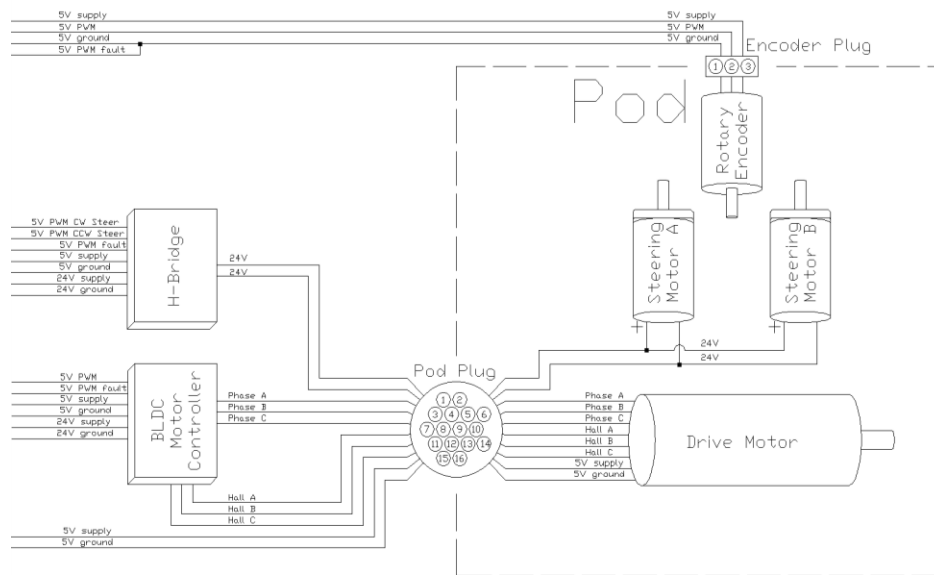 5V supply
5V PWM
5V ground
5V PWM fault
5V supply
5V PWM
5V ground
Encoder Plug
1 2 3
Pod
Rotary
Encoder
Steering
Motor A
Steering
Motor B
+
+
5V PWM CW Steer
5V PWM CCW Steer
5V PWM fault
5V supply
5V ground
24V supply
24V ground
H-Bridge
24V
24V
24V
24V
Pod Plug
1 2
3 4 5 6
7 8 9 10
11 12 13 14
15 16
5V PWM
5V PWM fault
5V supply
5V ground
24V supply
24V ground
BLDC
Motor
Controller
Phase A
Phase B
Phase C
Phase A
Phase B
Phase C
Hall A
Hall B
Hall C
5V supply
5V ground
Drive Motor
Hall A
Hall B
Hall C
5V supply
5V ground